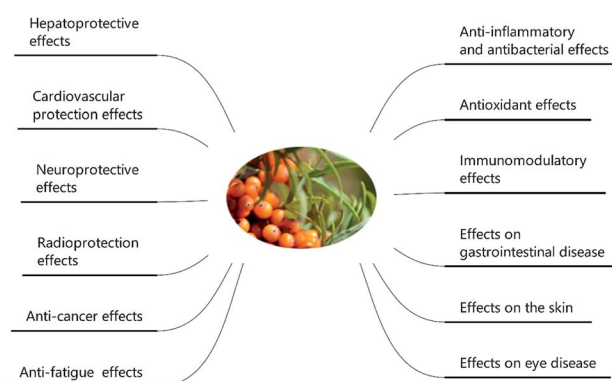 Hepatoprotective
effects
Cardiovascular
protection effects
Neuroprotective
effects
Radioprotection
effects
Anti-cancer effects
Anti-fatigue effects
Anti-inflammatory
and antibacterial effects
Antioxidant effects
Immunomodulatory
effects
Effects on
gastrointestinal disease
Effects on the skin
Effects on eye disease